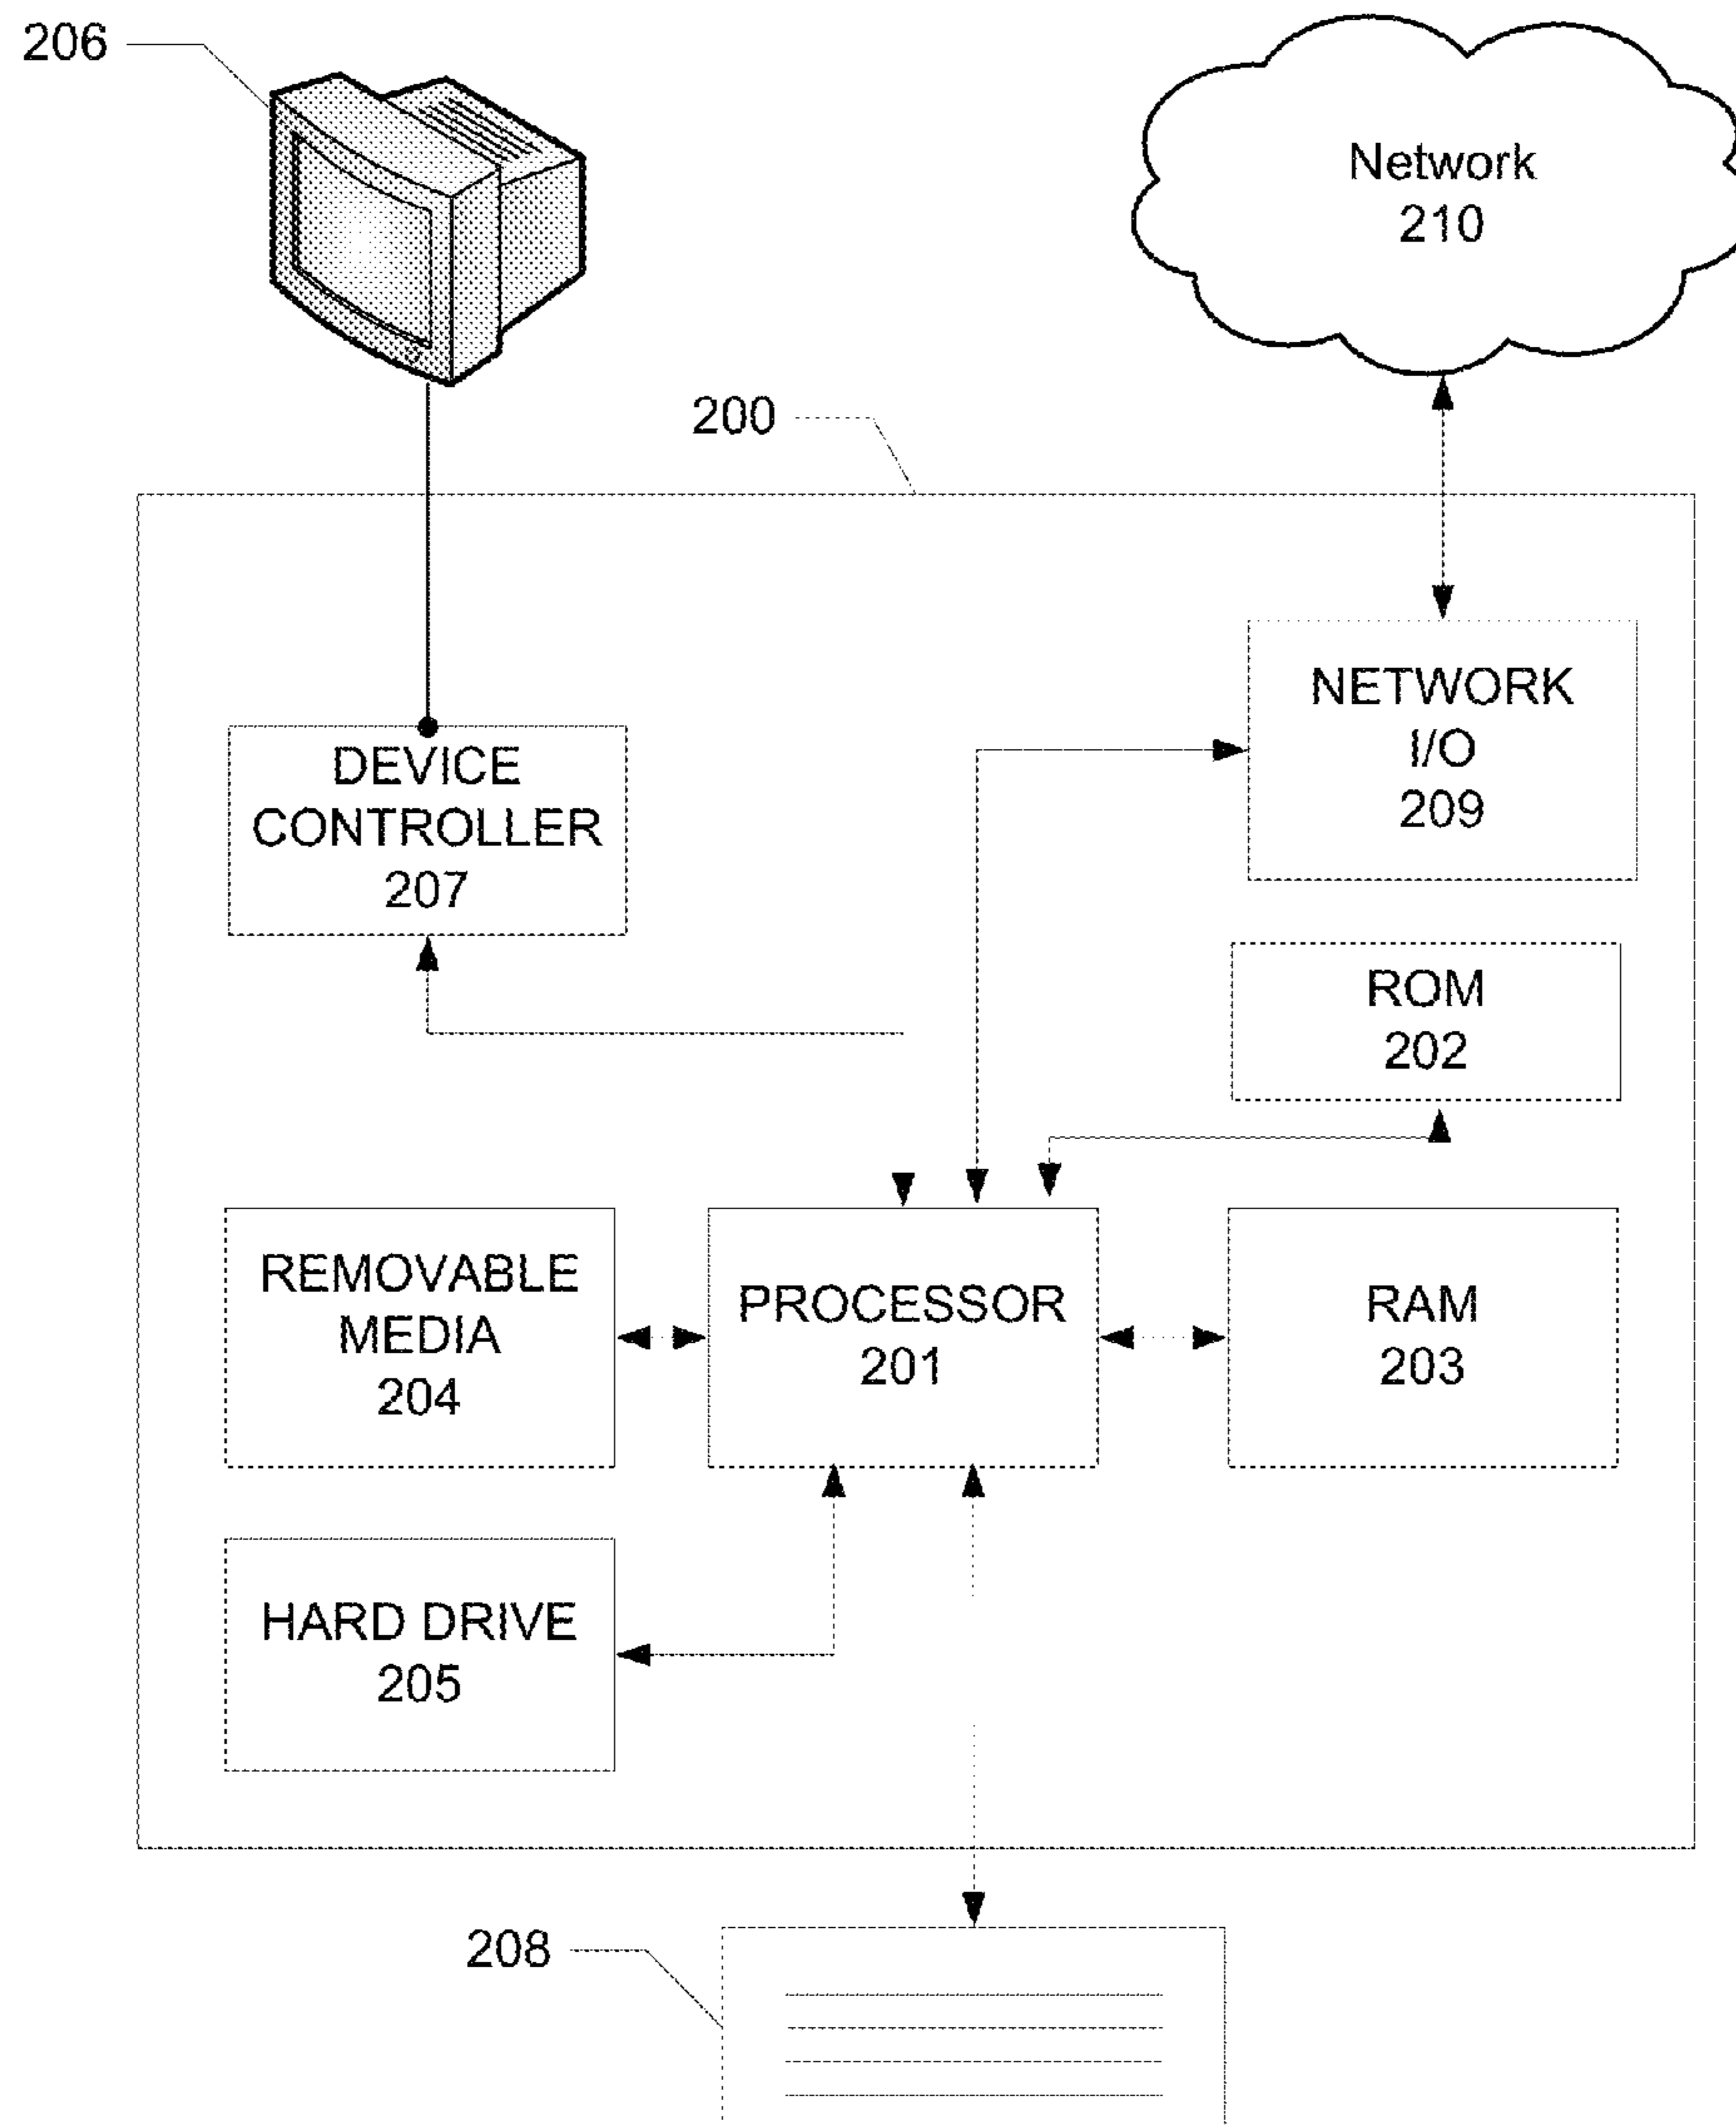 206
Network
210
200
NETWORK
I/O
209
DEVICE
CONTROLLER
207
ROM
202
REMOVABLE
MEDIA
204
PROCESSOR
201
RAM
203
HARD DRIVE
205
208